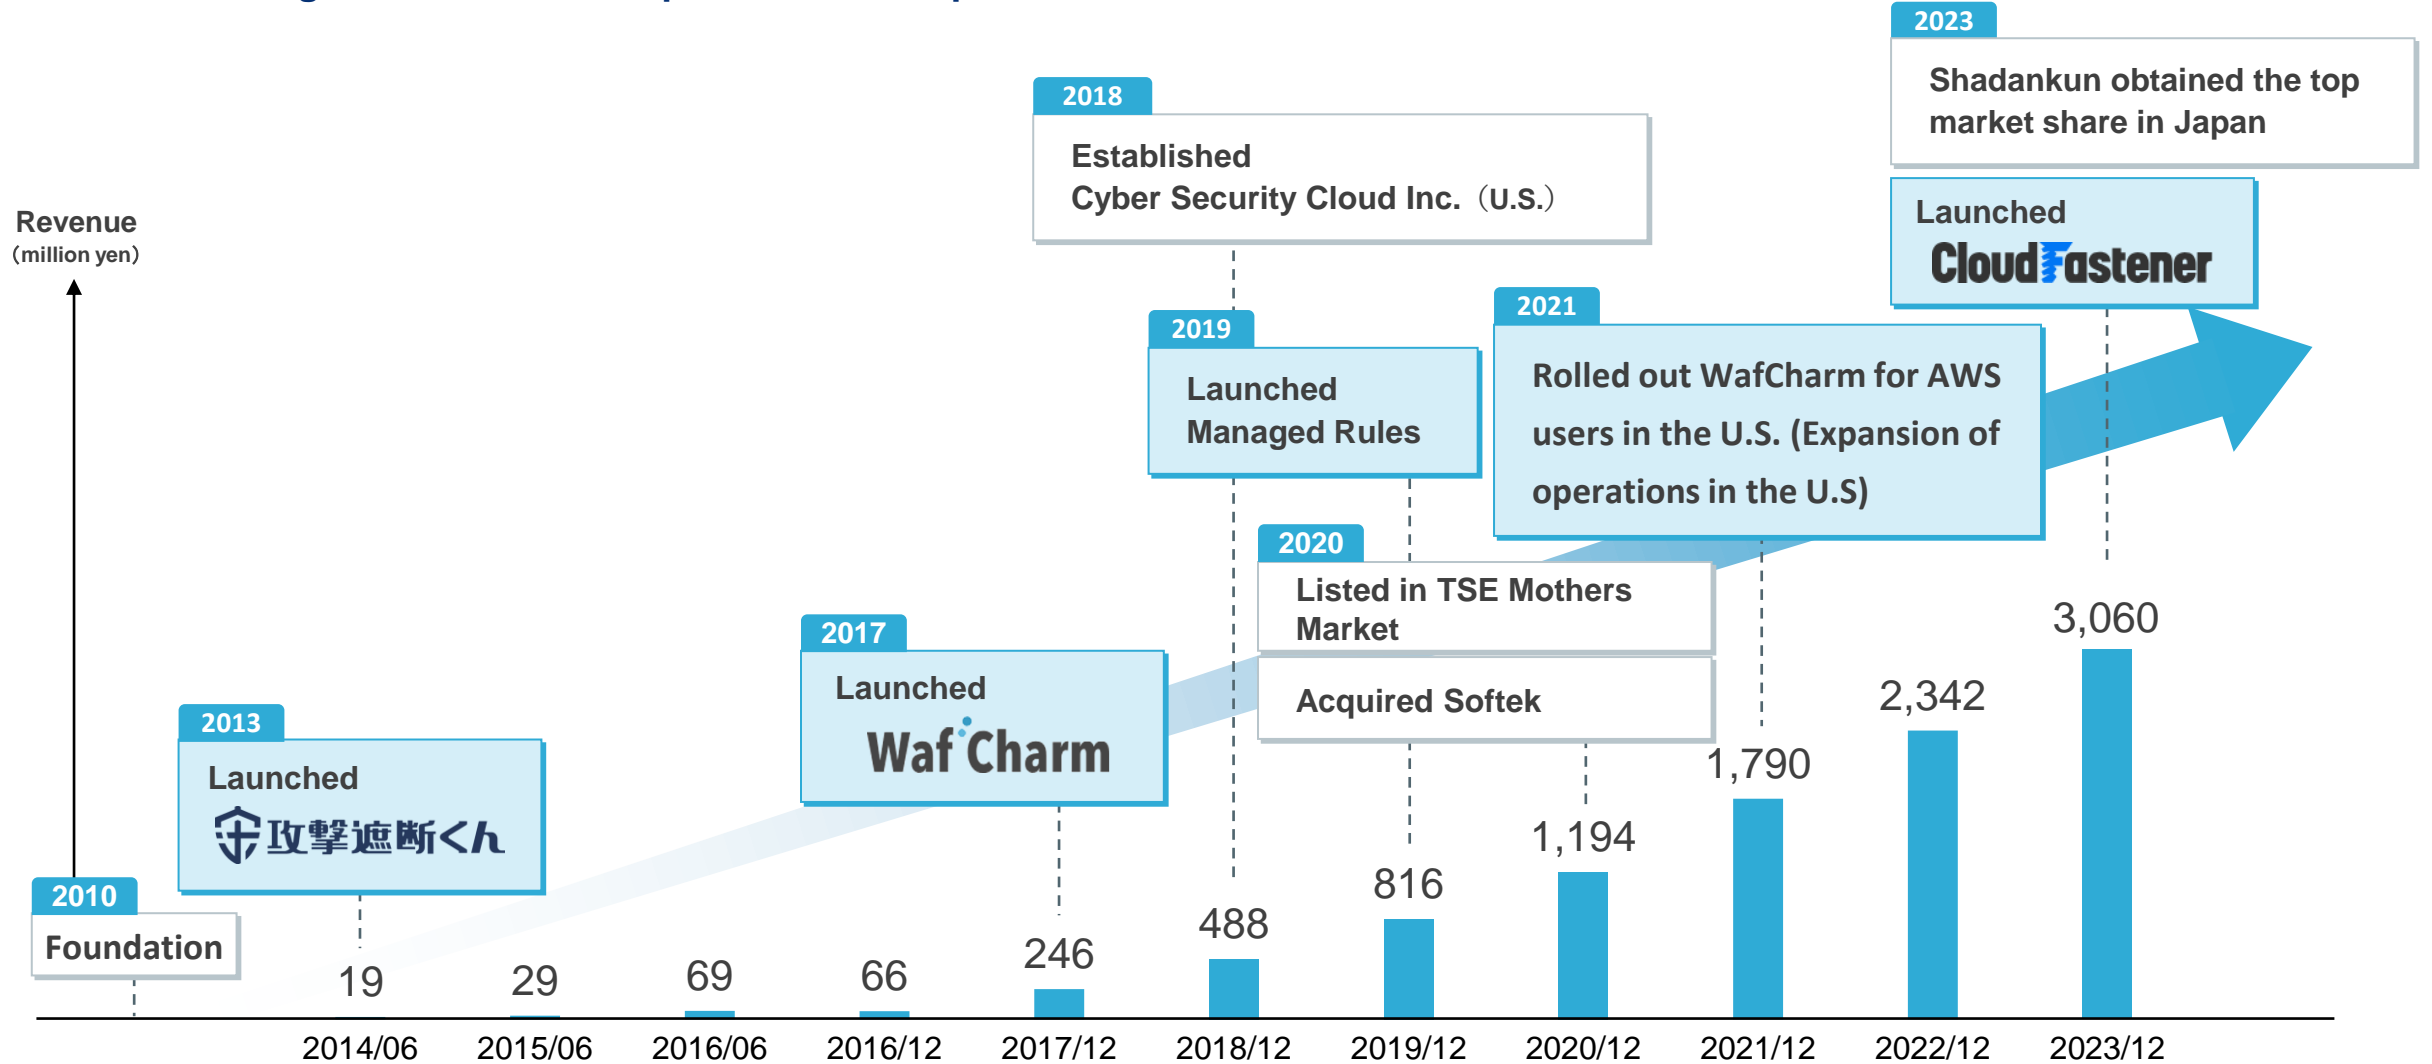 Revenue
（million yen）
2010
Foundation
2013
Launched
攻撃遮断くん
2017
Launched
WafCharm
2018
Established
Cyber Security Cloud Inc.（U.S.）
2019
Launched
Managed Rules
2020
Listed in TSE Mothers
Market
Acquired Softek
2021
Rolled out WafCharm for AWS
users in the U.S. (Expansion of
operations in the U.S)
2023
Shadankun obtained the top
market share in Japan
Launched
CloudFastener
19
29
69
66
246
488
816
1,194
1,790
2,342
3,060
2014/06
2015/06
2016/06
2016/12
2017/12
2018/12
2019/12
2020/12
2021/12
2022/12
2023/12